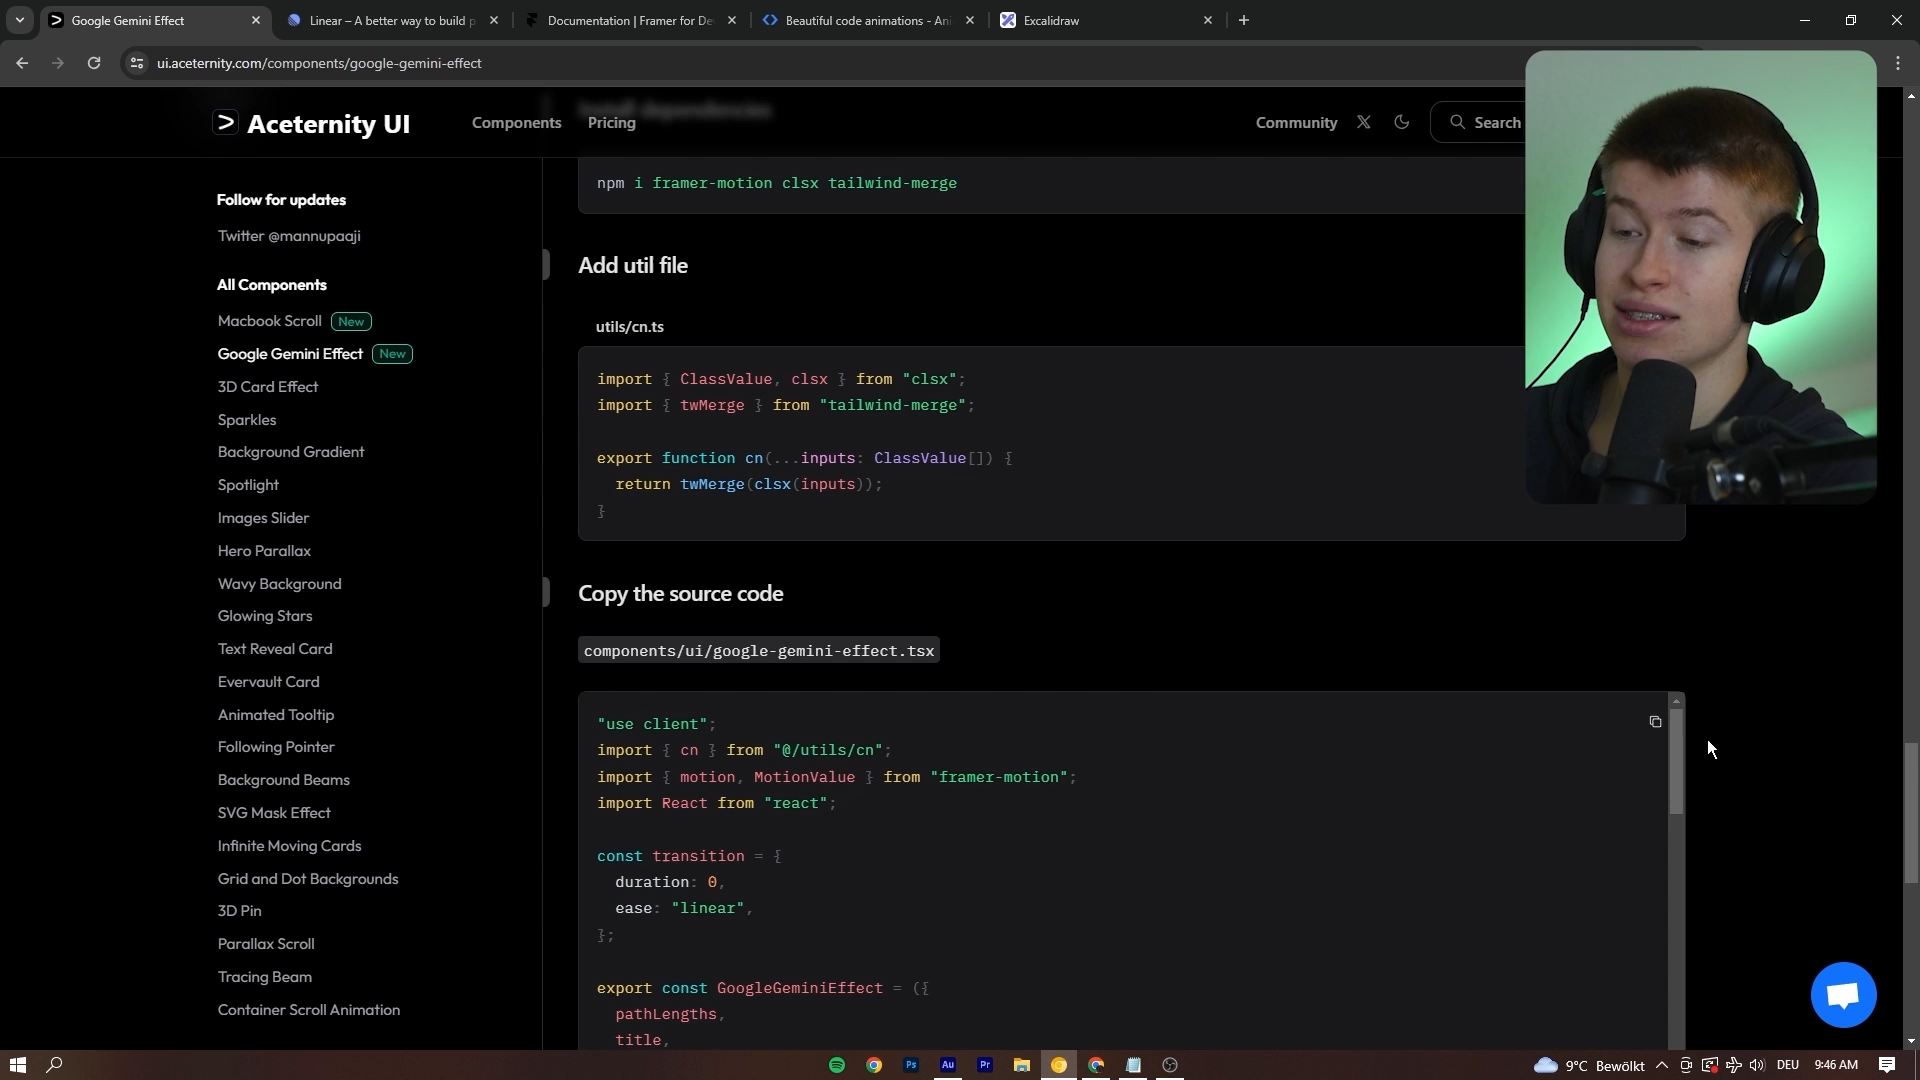 Google Gemini Effect
Linear – A better way to build p
Documentation | Framer for De
Beautiful code animations - Ani
Excalidraw
ui.aceternity.com/components/google-gemini-effect
Install dependencies
Aceternity UI
Components
Pricing
Community
Search
Follow for updates
Twitter @mannupaaji
All Components
Macbook Scroll New
Google Gemini Effect New
3D Card Effect
Sparkles
Background Gradient
Spotlight
Images Slider
Hero Parallax
Wavy Background
Glowing Stars
Text Reveal Card
Evervault Card
Animated Tooltip
Following Pointer
Background Beams
SVG Mask Effect
Infinite Moving Cards
Grid and Dot Backgrounds
3D Pin
Parallax Scroll
Tracing Beam
Container Scroll Animation
npm i framer-motion clsx tailwind-merge
Add util file
utils/cn.ts
import { ClassValue, clsx } from "clsx";
import { twMerge } from "tailwind-merge";
export function cn(...inputs: ClassValue[]) {
return twMerge(clsx(inputs));
}
Copy the source code
components/ui/google-gemini-effect.tsx
"use client";
import { cn } from "@/utils/cn";
import { motion, MotionValue } from "framer-motion";
import React from "react";
const transition = {
duration: 0,
ease: "linear",
};
export const GoogleGeminiEffect = ({
pathLengths,
title,
Ps
Au
Pr
9°C Bewölkt
DEU
9:46 AM